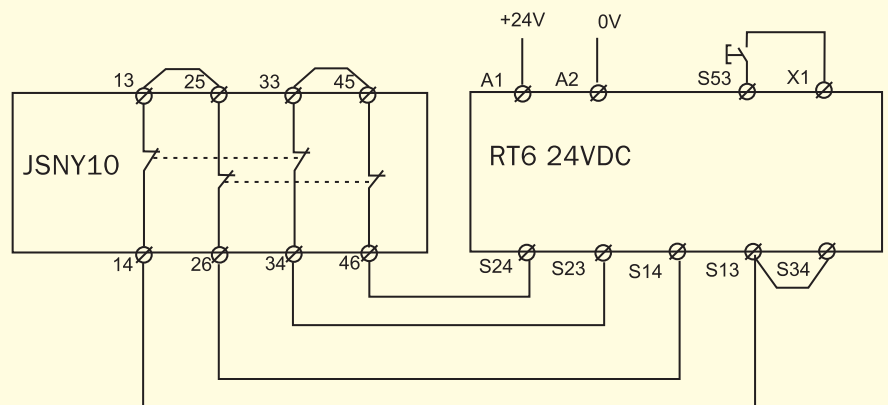 +24V 0V
13 25 33 45 A1 A2 S53 X1
JSNY10 RT6 24VDC
14 26 34 46 S24 S23 S14 S13 S34